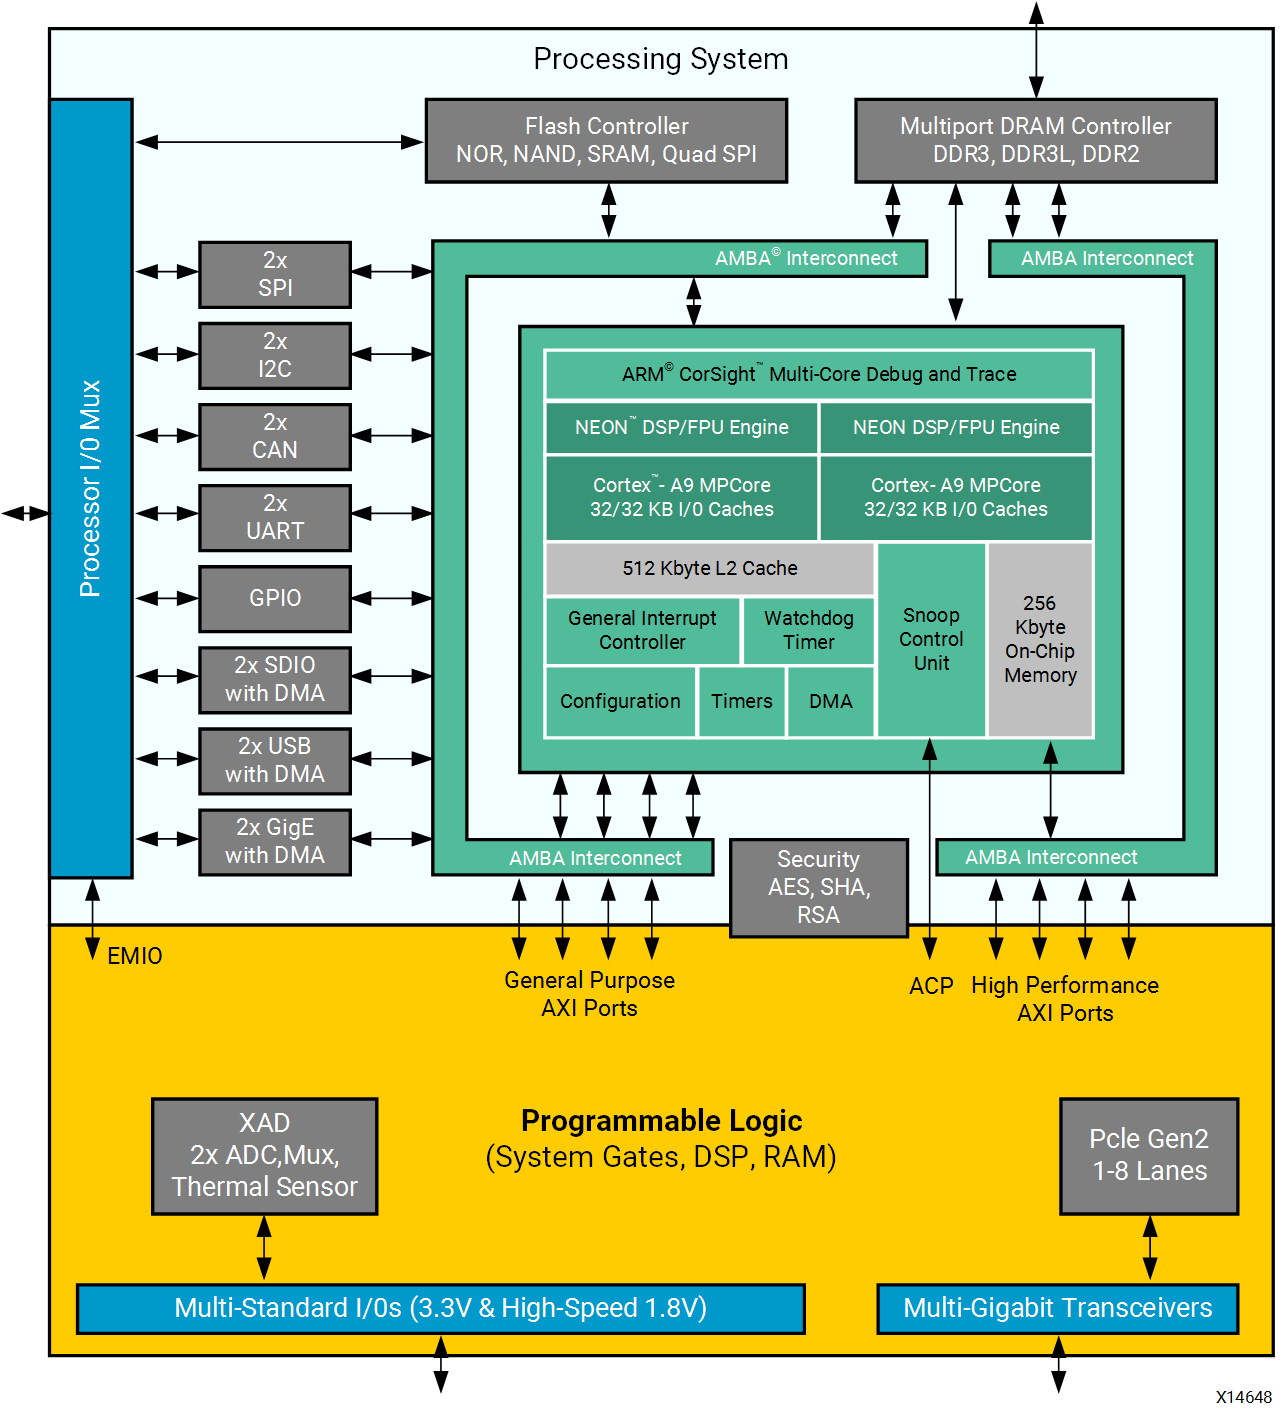 Processing System
Flash Controller
NOR, NAND, SRAM, Quad SPI
Multiport DRAM Controller
DDR3, DDR3L, DDR2
Processor I/0 Mux
2x
SPI
2x
I2C
2x
CAN
2x
UART
GPIO
2x SDIO
with DMA
2x USB
with DMA
2x GigE
with DMA
AMBA© Interconnect
AMBA Interconnect
ARM© CorSight™ Multi-Core Debug and Trace
NEON™ DSP/FPU Engine
NEON DSP/FPU Engine
Cortex™- A9 MPCore
32/32 KB I/0 Caches
Cortex- A9 MPCore
32/32 KB I/0 Caches
512 Kbyte L2 Cache
General Interrupt
Controller
Watchdog
Timer
Configuration
Timers
DMA
Snoop
Control
Unit
256
Kbyte
On-Chip
Memory
AMBA Interconnect
Security
AES, SHA,
RSA
AMBA Interconnect
EMIO
General Purpose
AXI Ports
ACP
High Performance
AXI Ports
XAD
2x ADC,Mux,
Thermal Sensor
Programmable Logic
(System Gates, DSP, RAM)
Pcle Gen2
1-8 Lanes
Multi-Standard I/0s (3.3V & High-Speed 1.8V)
Multi-Gigabit Transceivers
X14648